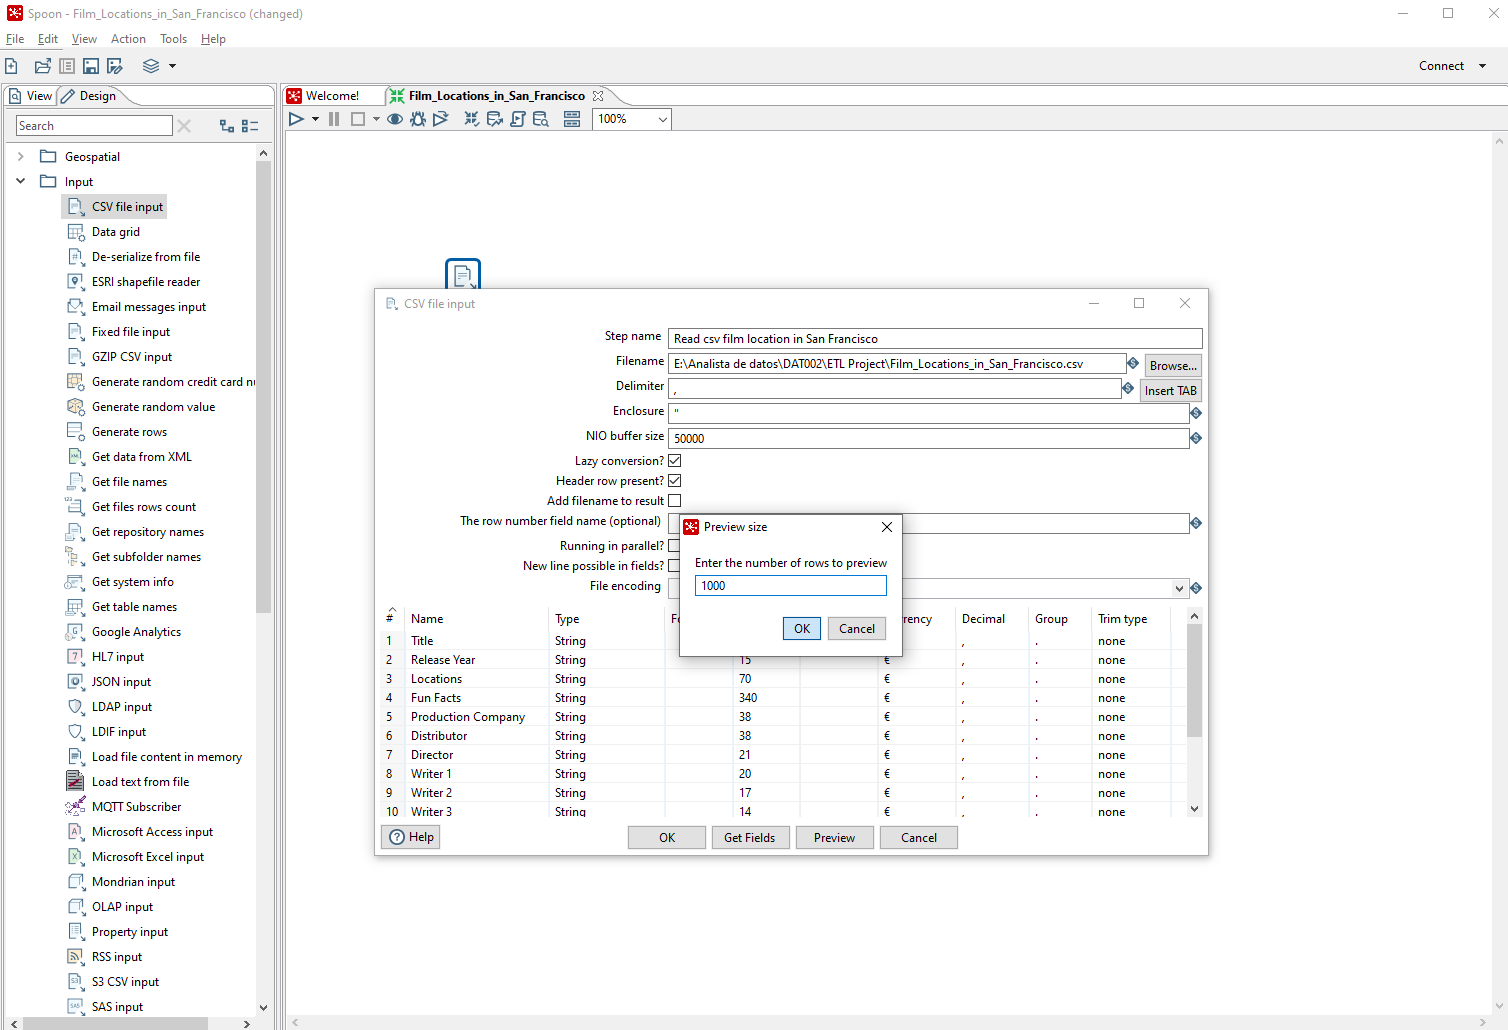 Spoon - Film_Locations_in_San_Francisco (changed)
File Edit View Action Tools Help
Connect
View Design
Welcome! Film_Locations_in_San_Francisco
Search
100%
Geospatial
Input
CSV file input
Data grid
De-serialize from file
ESRI shapefile reader
Email messages input
Fixed file input
GZIP CSV input
Generate random credit card nu
Generate random value
Generate rows
Get data from XML
Get file names
Get files rows count
Get repository names
Get subfolder names
Get system info
Get table names
Google Analytics
HL7 input
JSON input
LDAP input
LDIF input
Load file content in memory
Load text from file
MQTT Subscriber
Microsoft Access input
Microsoft Excel input
Mondrian input
OLAP input
Property input
RSS input
S3 CSV input
SAS input
CSV file input
Step name Read csv film location in San Francisco
Filename E:\Analista de datos\DAT002\ETL Project\Film_Locations_in_San_Francisco.csv Browse...
Delimiter , Insert TAB
Enclosure "
NIO buffer size 50000
Lazy conversion?
Header row present?
Add filename to result
The row number field name (optional)
Running in parallel?
New line possible in fields?
File encoding
Preview size
Enter the number of rows to preview
1000
OK Cancel
# Name Type Fo rrency Decimal Group Trim type
1 Title String , . none
2 Release Year String 15 € , . none
3 Locations String 70 € , . none
4 Fun Facts String 340 € , . none
5 Production Company String 38 € , . none
6 Distributor String 38 € , . none
7 Director String 21 € , . none
8 Writer 1 String 20 € , . none
9 Writer 2 String 17 € , . none
10 Writer 3 String 14 € , . none
Help OK Get Fields Preview Cancel